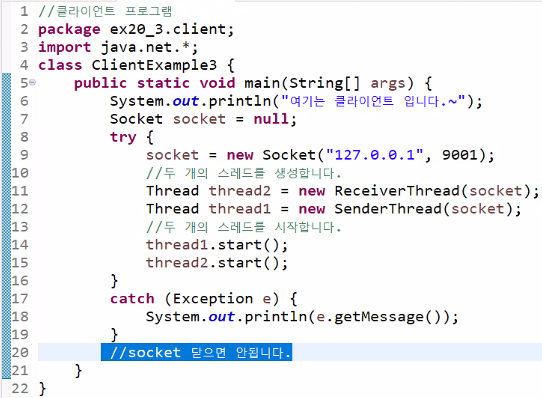 1 //클라이언트 프로그램
2 package ex20_3.client;
3 import java.net.*;
4 class ClientExample3 {
5 public static void main(String[] args) {
6 System.out.println("여기는 클라이언트 입니다.~");
7 Socket socket = null;
8 try {
9 socket = new Socket("127.0.0.1", 9001);
10 //두 개의 스레드를 생성합니다.
11 Thread thread2 = new ReceiverThread(socket);
12 Thread thread1 = new SenderThread(socket);
13 //두 개의 스레드를 시작합니다.
14 thread1.start();
15 thread2.start();
16 }
17 catch (Exception e) {
18 System.out.println(e.getMessage());
19 }
20 //socket 닫으면 안됩니다.
21 }
22 }